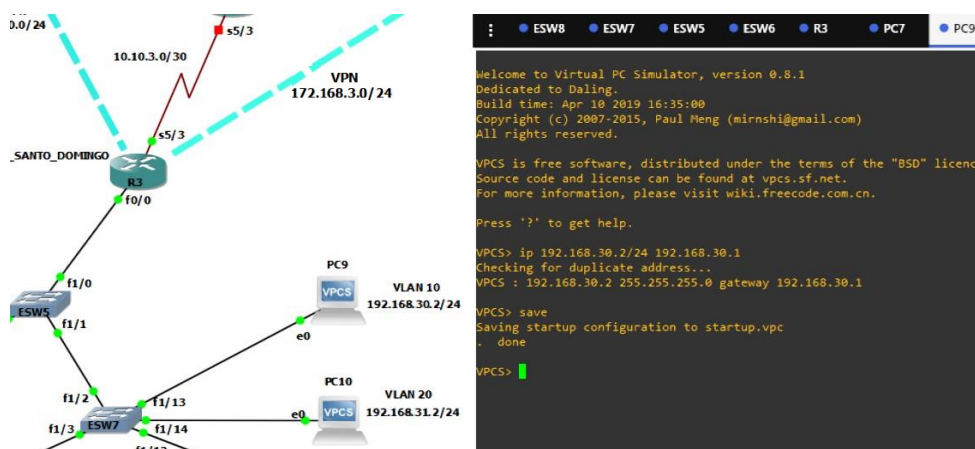 0.0/24
s5/3
10.10.3.0/30
VPN
172.168.3.0/24
s5/3
_SANTO_DOMINGO
R3
f0/0
f1/0
ESW5
f1/1
PC9
VPCS
VLAN 10
192.168.30.2/24
e0
f1/2
f1/13
PC10
VLAN 20
e0
VPCS
192.168.31.2/24
f1/3
ESW7
f1/14
ESW8
ESW7
ESW5
ESW6
R3
PC7
PC9
Welcome to Virtual PC Simulator, version 0.8.1
Dedicated to Daling.
Build time: Apr 10 2019 16:35:00
Copyright (c) 2007-2015, Paul Meng (mirnshi@gmail.com)
All rights reserved.
VPCS is free software, distributed under the terms of the "BSD" licenc
Source code and license can be found at vpcs.sf.net.
For more information, please visit wiki.freecode.com.cn.
Press '?' to get help.
VPCS> ip 192.168.30.2/24 192.168.30.1
Checking for duplicate address...
VPCS : 192.168.30.2 255.255.255.0 gateway 192.168.30.1
VPCS> save
Saving startup configuration to startup.vpc
. done
VPCS>